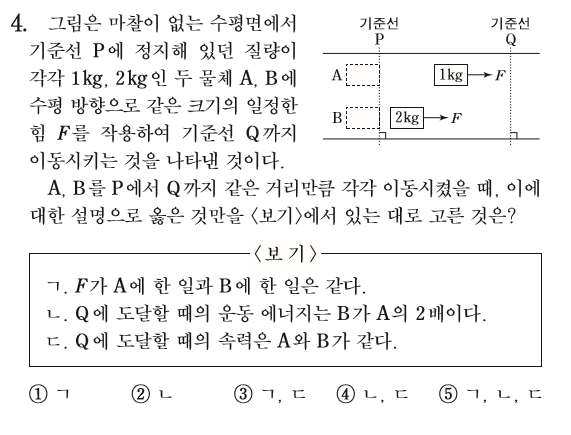 4. 그림은 마찰이 없는 수평면에서
기준선 P에 정지해 있던 질량이
각각 1kg, 2kg인 두 물체 A, B에
수평 방향으로 같은 크기의 일정한
힘 F를 작용하여 기준선 Q까지
이동시키는 것을 나타낸 것이다.
기준선 기준선
P Q
A 1kg F
B 2kg F
A, B를 P에서 Q까지 같은 거리만큼 각각 이동시켰을 때, 이에
대한 설명으로 옳은 것만을 <보기>에서 있는 대로 고른 것은?
<보 기>
ㄱ. F가 A에 한 일과 B에 한 일은 같다.
ㄴ. Q에 도달할 때의 운동 에너지는 B가 A의 2배이다.
ㄷ. Q에 도달할 때의 속력은 A와 B가 같다.
① ㄱ ② ㄴ ③ ㄱ, ㄷ ④ ㄴ, ㄷ ⑤ ㄱ, ㄴ, ㄷ